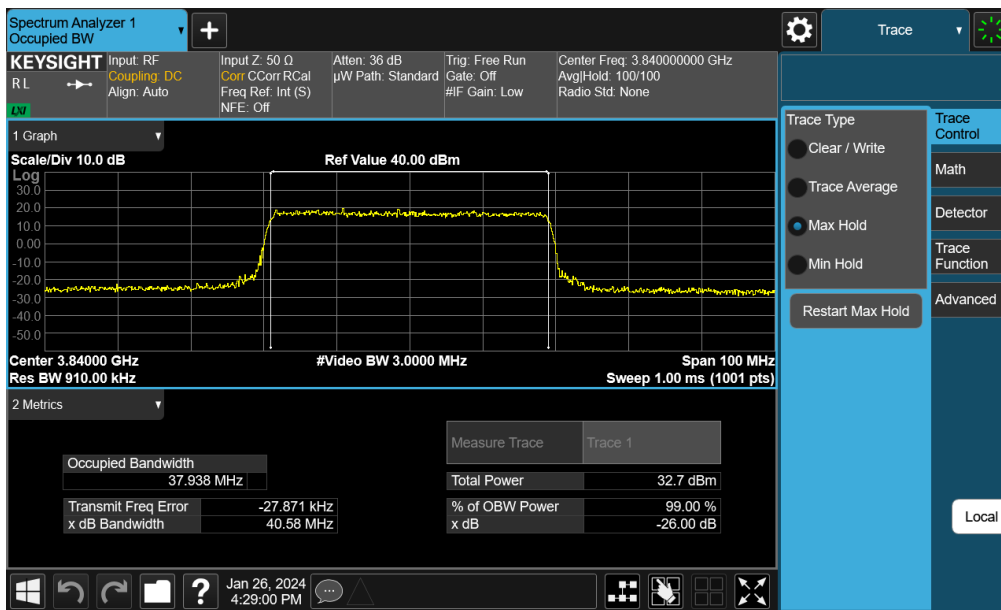 Spectrum Analyzer 1
Occupied BW
Trace
KEYSIGHT
RL
LXI
Input: RF
Coupling: DC
Align: Auto
Input Z: 50 Ω
Corr CCorr RCal
Freq Ref: Int (S)
NFE: Off
Atten: 36 dB
µW Path: Standard
Trig: Free Run
Gate: Off
#IF Gain: Low
Center Freq: 3.840000000 GHz
Avg|Hold: 100/100
Radio Std: None
1 Graph
Scale/Div 10.0 dB
Ref Value 40.00 dBm
Log
30.0
20.0
10.0
0.00
-10.0
-20.0
-30.0
-40.0
-50.0
Center 3.84000 GHz
#Video BW 3.0000 MHz
Span 100 MHz
Res BW 910.00 kHz
Sweep 1.00 ms (1001 pts)
2 Metrics
Measure Trace
Trace 1
Occupied Bandwidth
37.938 MHz
Total Power
32.7 dBm
Transmit Freq Error
-27.871 kHz
% of OBW Power
99.00 %
x dB Bandwidth
40.58 MHz
x dB
-26.00 dB
Trace Type
Clear / Write
Trace Average
Max Hold
Min Hold
Restart Max Hold
Trace
Control
Math
Detector
Trace
Function
Advanced
Local
?
Jan 26, 2024
4:29:00 PM